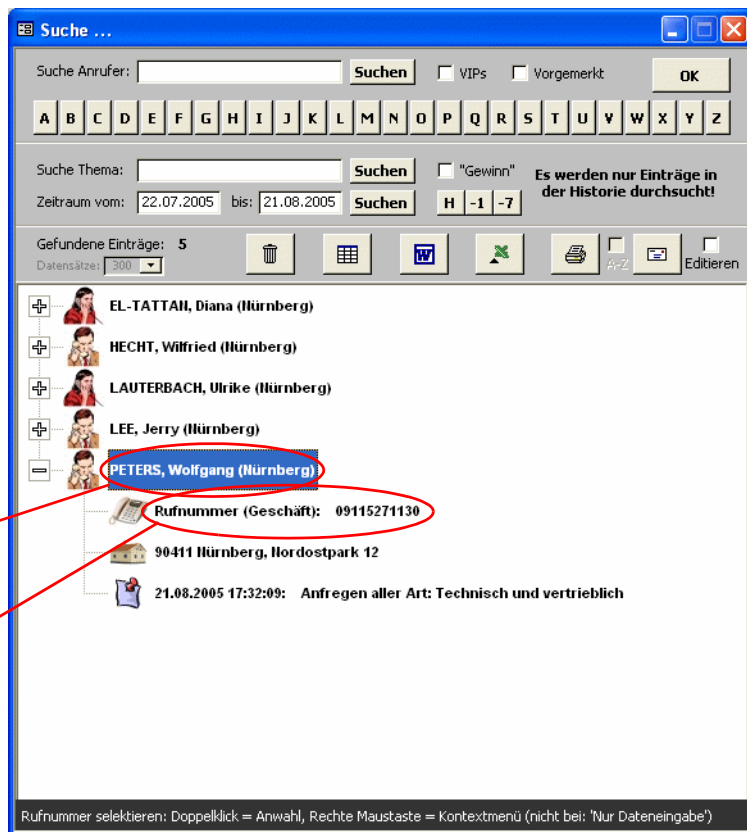 Suche ...
Suche Anrufer: Suchen VIPs Vorgemerkt OK
A B C D E F G H I J K L M N O P Q R S T U V W X Y Z
Suche Thema: Suchen "Gewinn" Es werden nur Einträge in
der Historie durchsucht!
Zeitraum vom: 22.07.2005 bis: 21.08.2005 Suchen H -1 -7
Gefundene Einträge: 5
Datensätze: 300 A-Z Editieren
EL-TATTAN, Diana (Nürnberg)
HECHT, Wilfried (Nürnberg)
LAUTERBACH, Ulrike (Nürnberg)
LEE, Jerry (Nürnberg)
PETERS, Wolfgang (Nürnberg)
Rufnummer (Geschäft): 09115271130
90411 Nürnberg, Nordostpark 12
21.08.2005 17:32:09: Anfregen aller Art: Technisch und vertrieblich
Rufnummer selektieren: Doppelklick = Anwahl, Rechte Maustaste = Kontextmenü (nicht bei: 'Nur Dateneingabe')